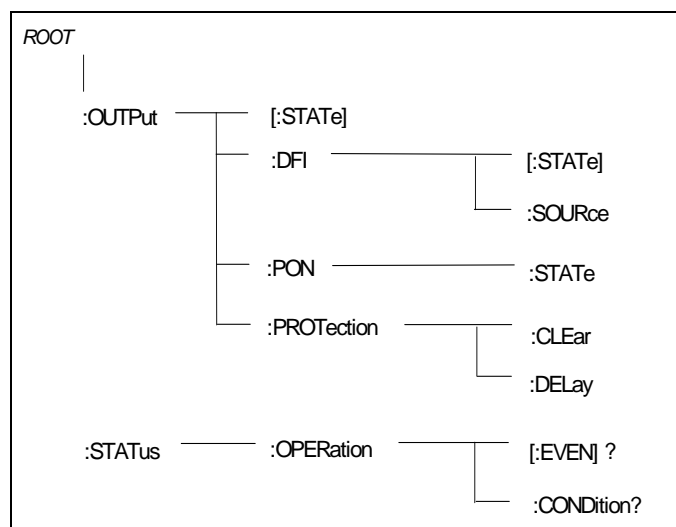 ROOT
:OUTPut [:STATe]
:DFI [:STATe]
:SOURce
:PON :STATe
:PROTection :CLEar
:DELay
:STATus :OPERation [:EVEN] ?
:CONDition?